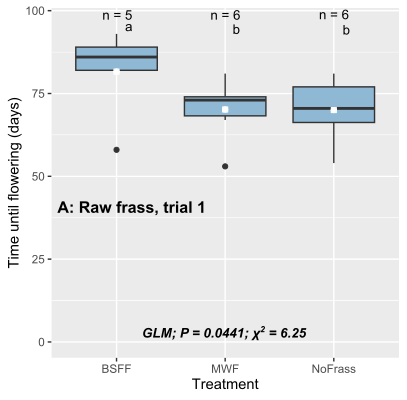 n = 5 n = 6 n = 6
a b b
100
75
50
25
0
Time until flowering (days)
A: Raw frass, trial 1
GLM; P = 0.0441; χ² = 6.25
BSFF MWF NoFrass
Treatment